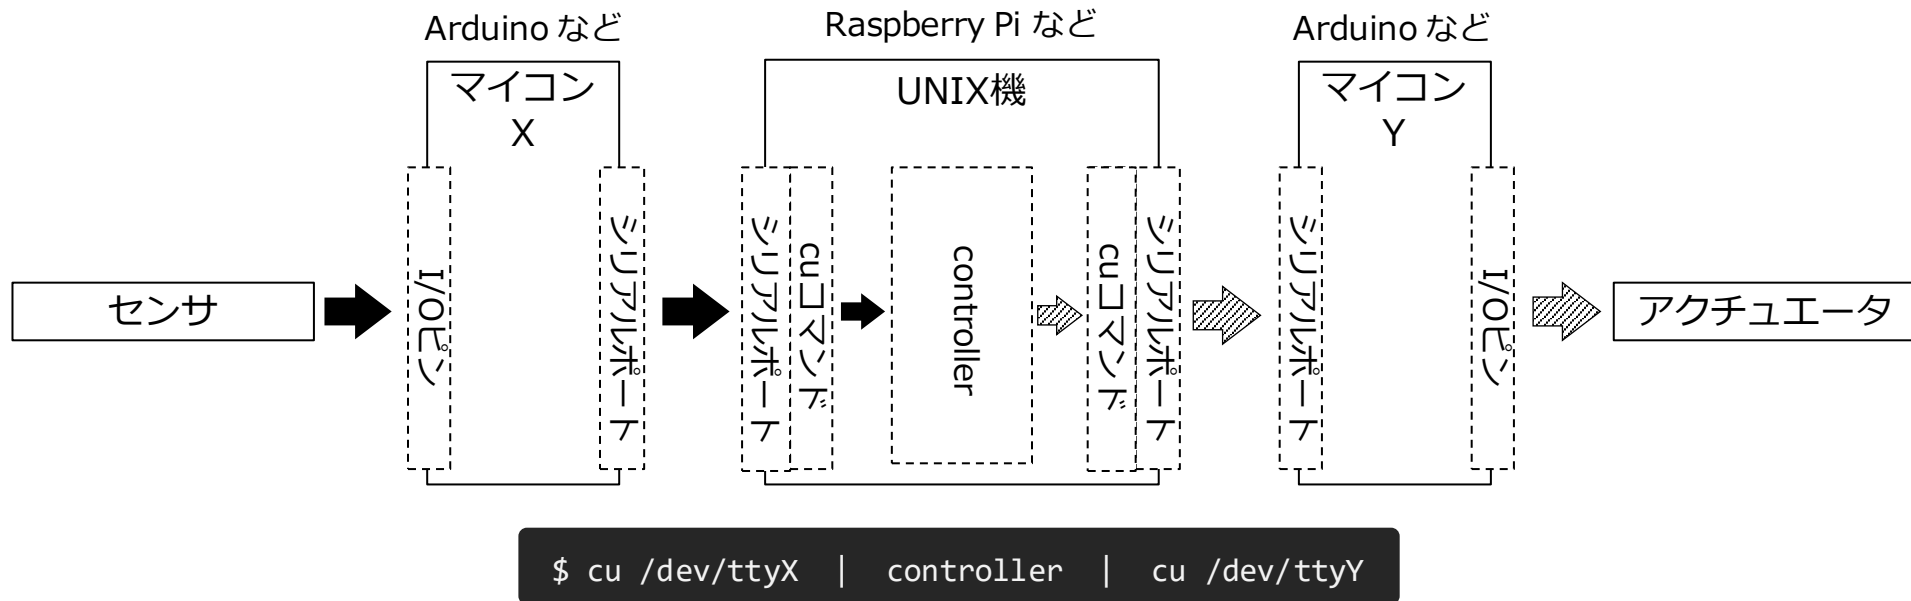 Arduino など
Raspberry Pi など
Arduino など
マイコン
X
UNIX機
マイコン
Y
センサ
I/Oピン
シリアルポート
シリアルポート
cuコマンド
controller
cuコマンド
シリアルポート
シリアルポート
I/Oピン
アクチュエータ
$ cu /dev/ttyX | controller | cu /dev/ttyY